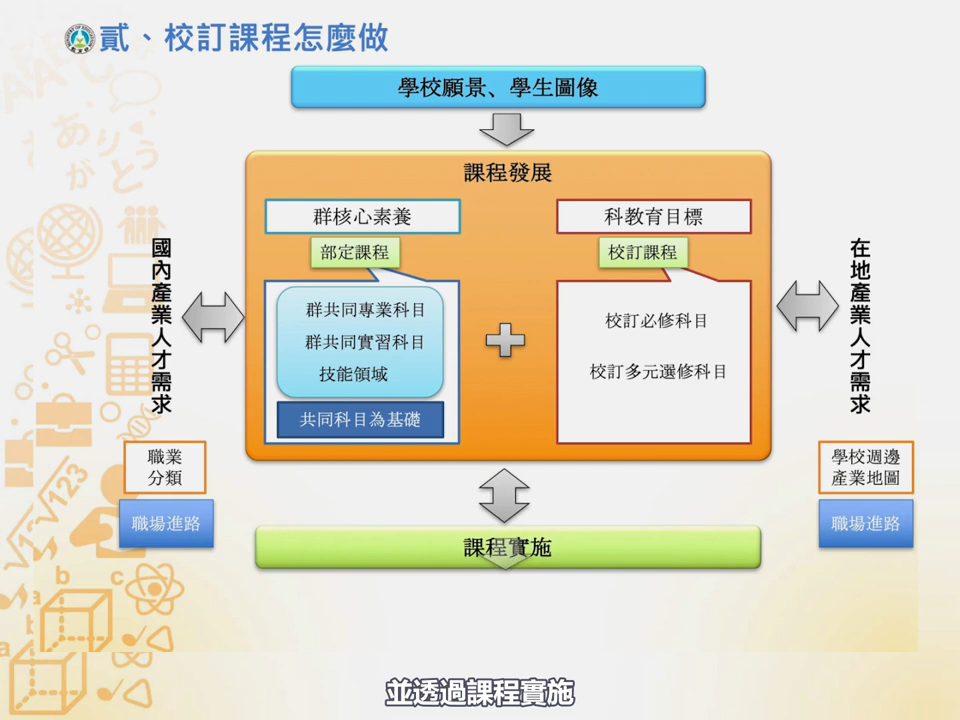 貳、校訂課程怎麼做
學校願景、學生圖像
課程發展
群核心素養
科教育目標
部定課程
校訂課程
群共同專業科目
群共同實習科目
技能領域
共同科目為基礎
校訂必修科目
校訂多元選修科目
國內產業人才需求
在地產業人才需求
職業
分類
職場進路
學校週邊
產業地圖
職場進路
課程實施
並透過課程實施